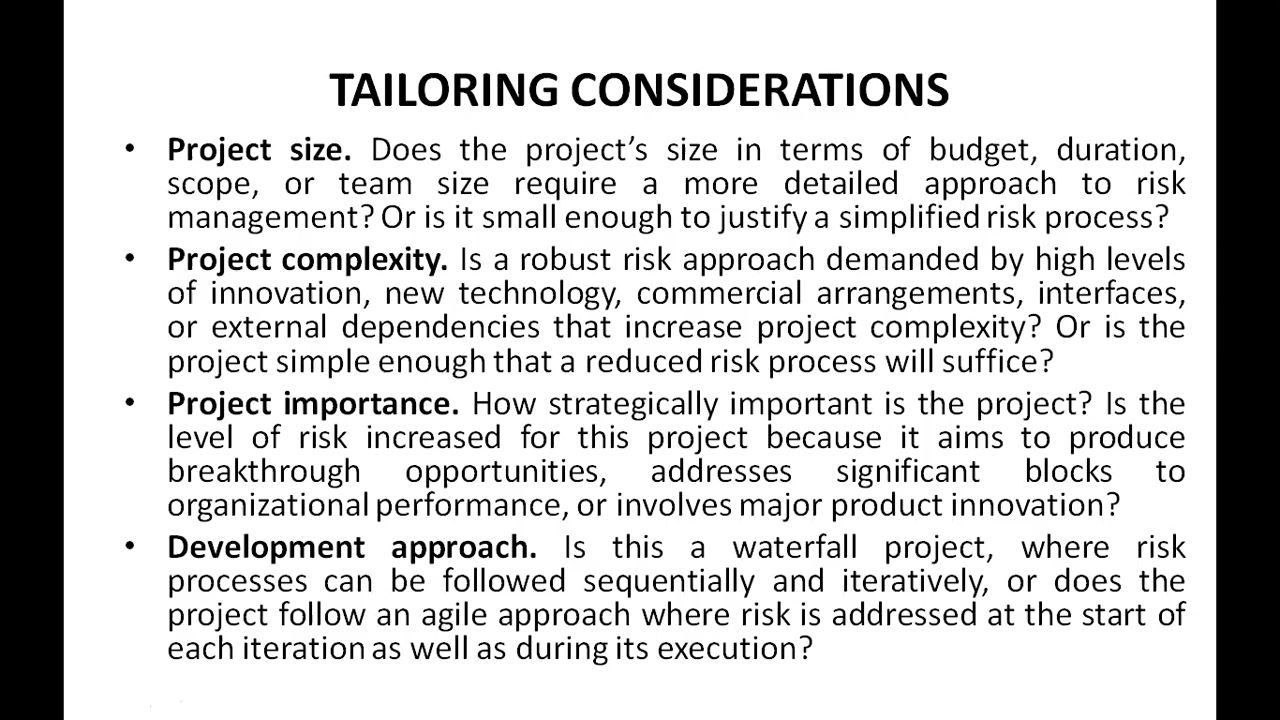 TAILORING CONSIDERATIONS
• Project size. Does the project’s size in terms of budget, duration,
scope, or team size require a more detailed approach to risk
management? Or is it small enough to justify a simplified risk process?
• Project complexity. Is a robust risk approach demanded by high levels
of innovation, new technology, commercial arrangements, interfaces,
or external dependencies that increase project complexity? Or is the
project simple enough that a reduced risk process will suffice?
• Project importance. How strategically important is the project? Is the
level of risk increased for this project because it aims to produce
breakthrough opportunities, addresses significant blocks to
organizational performance, or involves major product innovation?
• Development approach. Is this a waterfall project, where risk
processes can be followed sequentially and iteratively, or does the
project follow an agile approach where risk is addressed at the start of
each iteration as well as during its execution?